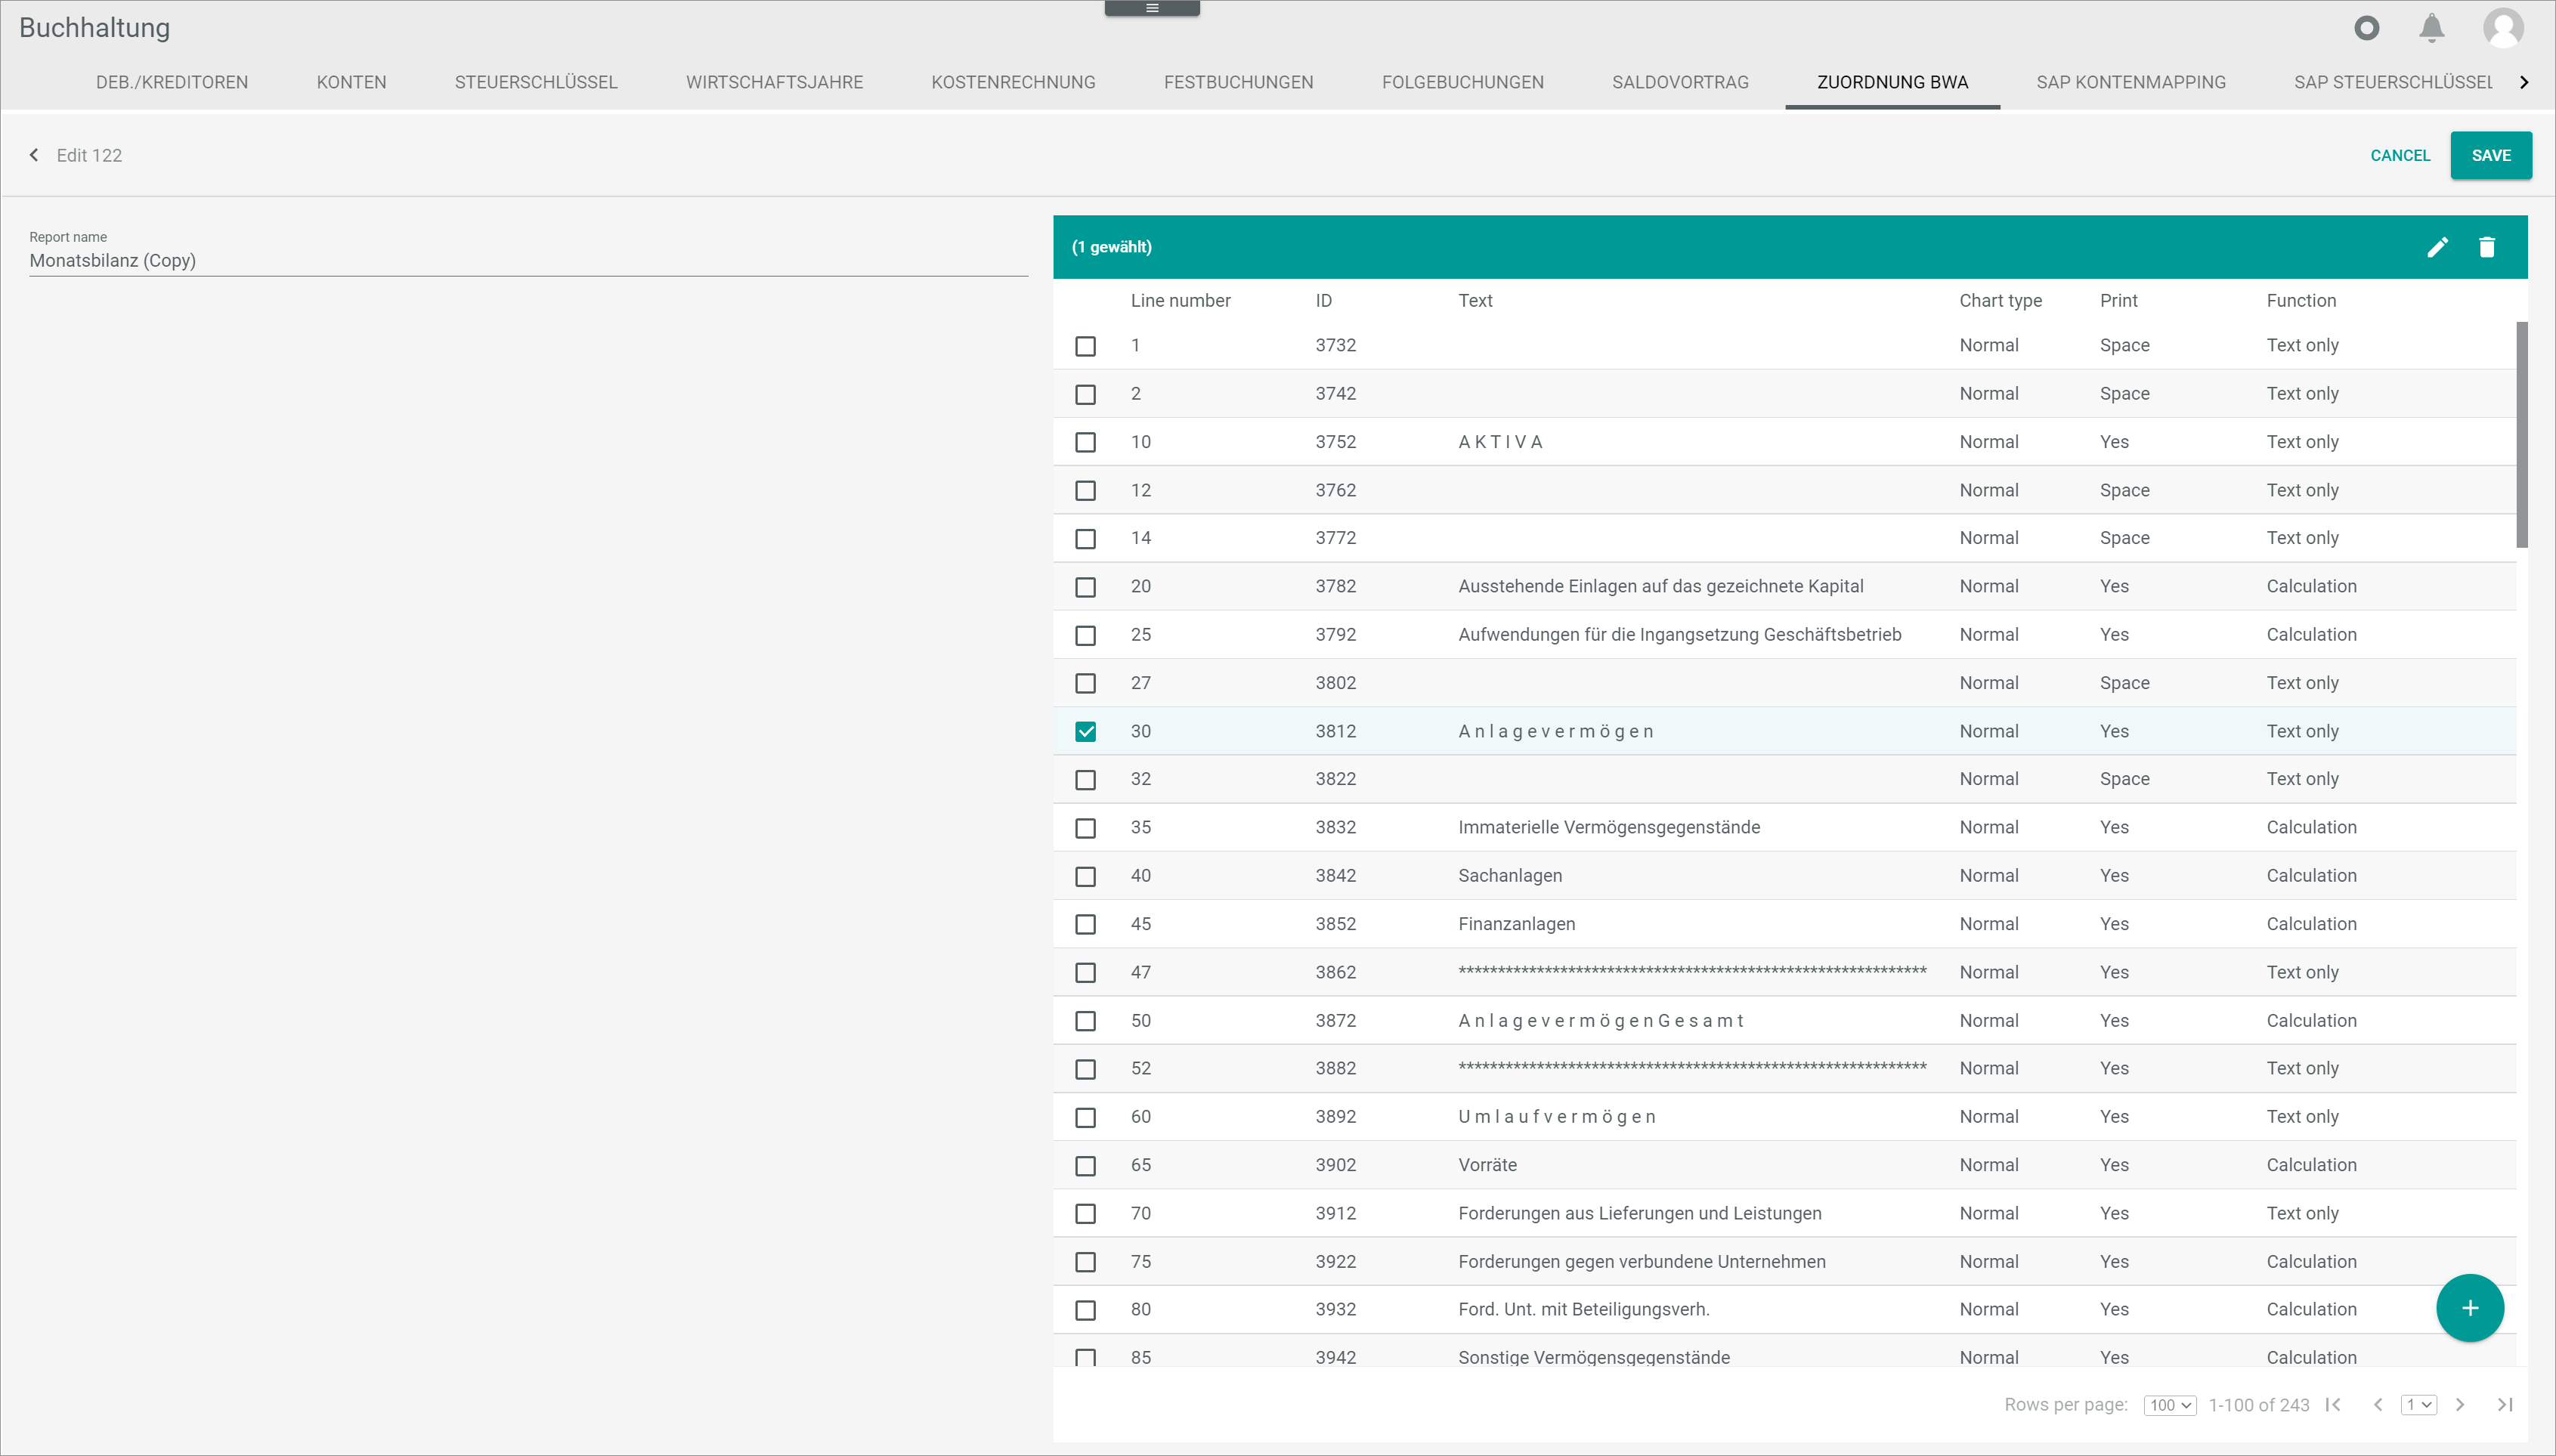 Buchhaltung
DEB./KREDITOREN KONTEN STEUERSCHLÜSSEL WIRTSCHAFTSJAHRE KOSTENRECHNUNG FESTBUCHUNGEN FOLGEBUCHUNGEN SALDOVORTRAG ZUORDNUNG BWA SAP KONTENMAPPING SAP STEUERSCHLÜSSEL
Edit 122 CANCEL SAVE
Report name
Monatsbilanz (Copy)
(1 gewählt)
Line number ID Text Chart type Print Function
1 3732 Normal Space Text only
2 3742 Normal Space Text only
10 3752 A K T I V A Normal Yes Text only
12 3762 Normal Space Text only
14 3772 Normal Space Text only
20 3782 Ausstehende Einlagen auf das gezeichnete Kapital Normal Yes Calculation
25 3792 Aufwendungen für die Ingangsetzung Geschäftsbetrieb Normal Yes Calculation
27 3802 Normal Space Text only
30 3812 A n l a g e v e r m ö g e n Normal Yes Text only
32 3822 Normal Space Text only
35 3832 Immaterielle Vermögensgegenstände Normal Yes Calculation
40 3842 Sachanlagen Normal Yes Calculation
45 3852 Finanzanlagen Normal Yes Calculation
47 3862 ************************************************************ Normal Yes Text only
50 3872 A n l a g e v e r m ö g e n G e s a m t Normal Yes Calculation
52 3882 ************************************************************ Normal Yes Text only
60 3892 U m l a u f v e r m ö g e n Normal Yes Text only
65 3902 Vorräte Normal Yes Calculation
70 3912 Forderungen aus Lieferungen und Leistungen Normal Yes Text only
75 3922 Forderungen gegen verbundene Unternehmen Normal Yes Calculation
80 3932 Ford. Unt. mit Beteiligungsverh. Normal Yes Calculation
85 3942 Sonstige Vermögensgegenstände Normal Yes Calculation
Rows per page: 100 1-100 of 243 1